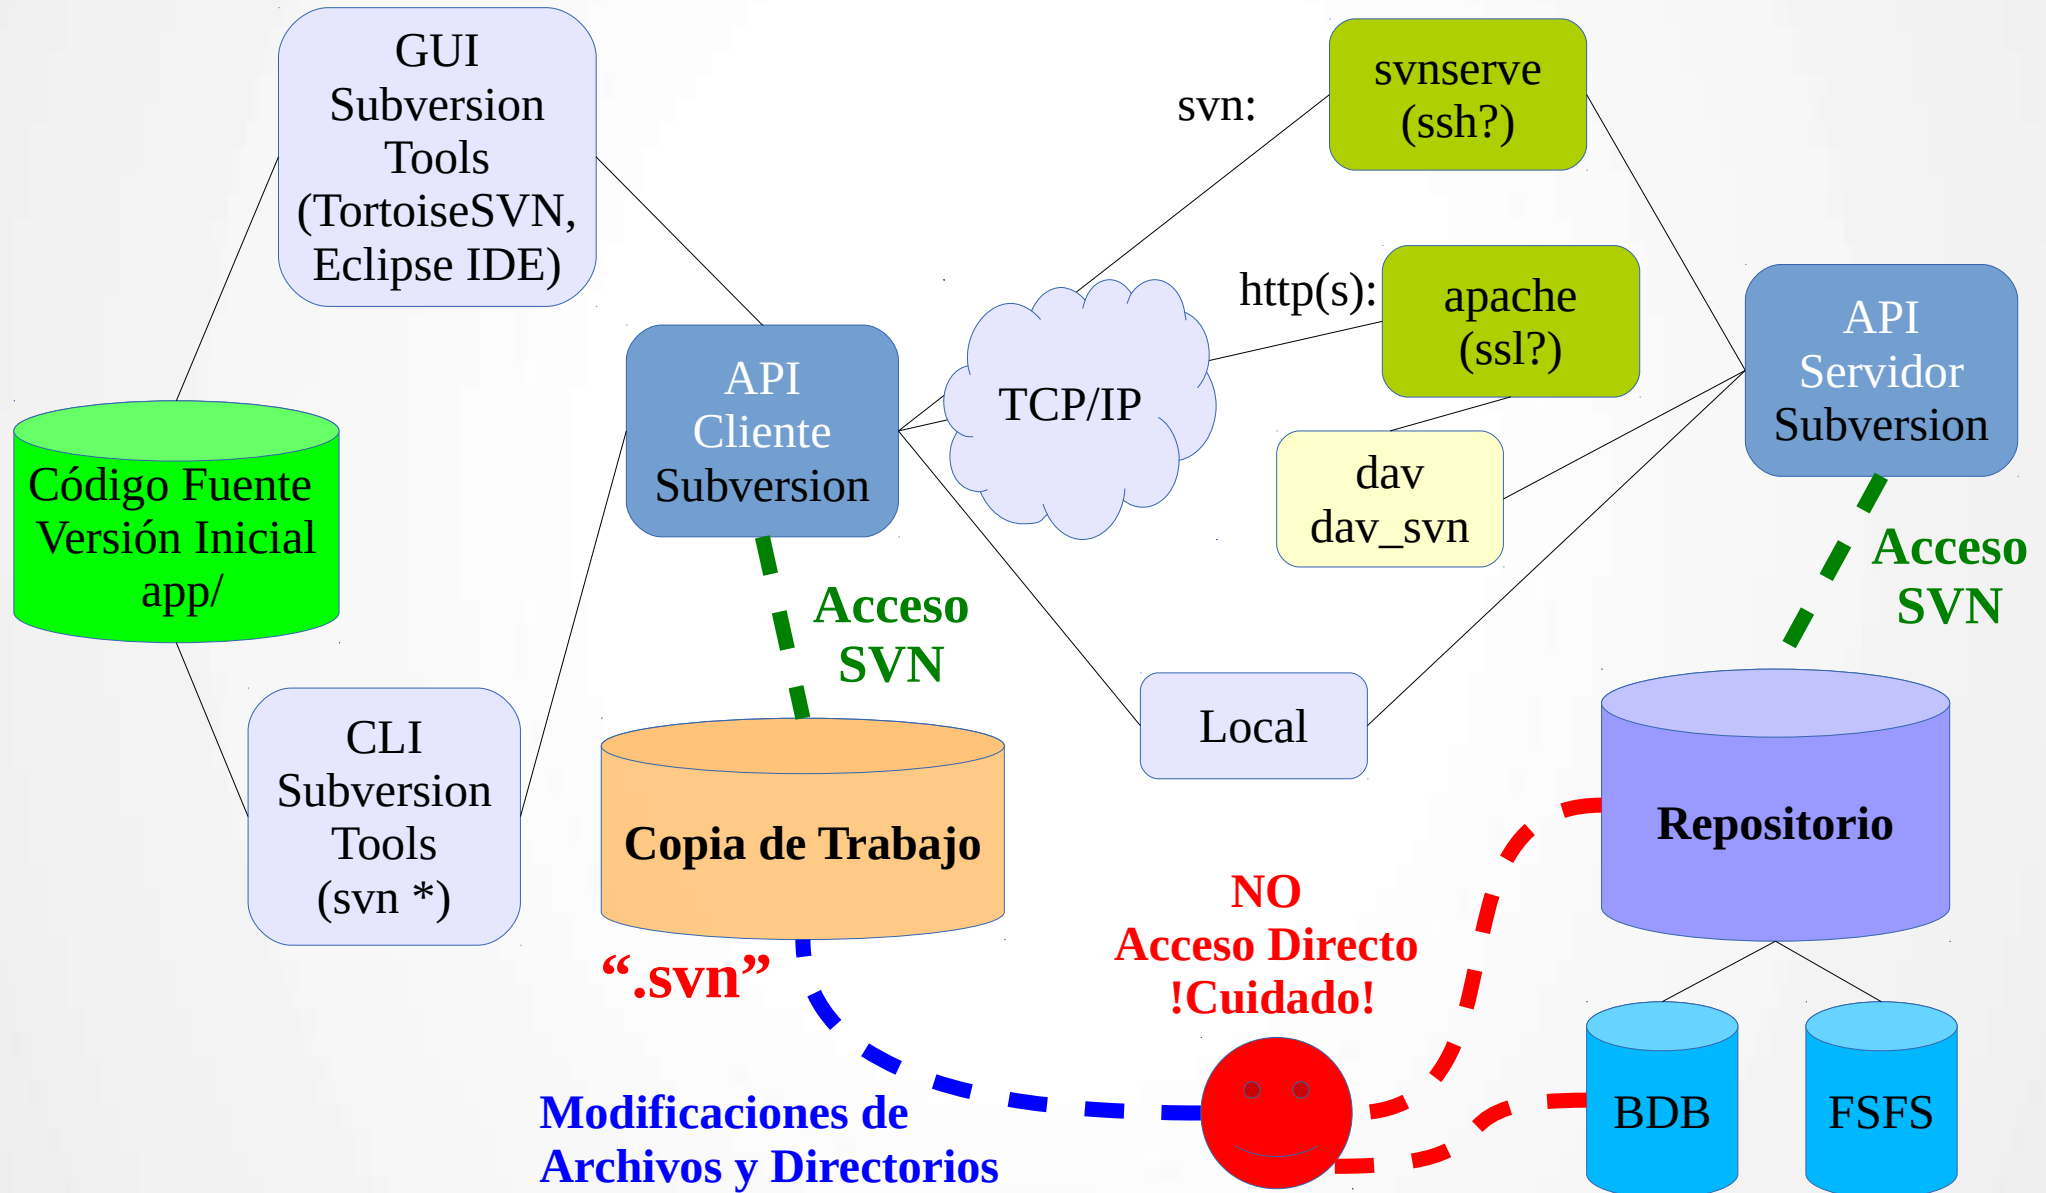 GUI
Subversion
Tools
(TortoiseSVN,
Eclipse IDE)
svn:
svnserve
(ssh?)
http(s):
apache
(ssl?)
API
Servidor
Subversion
API
Cliente
Subversion
TCP/IP
dav
dav_svn
Código Fuente
Versión Inicial
app/
Acceso
SVN
Acceso
SVN
Local
CLI
Subversion
Tools
(svn *)
Copia de Trabajo
Repositorio
“.svn”
NO
Acceso Directo
!Cuidado!
Modificaciones de
Archivos y Directorios
BDB
FSFS